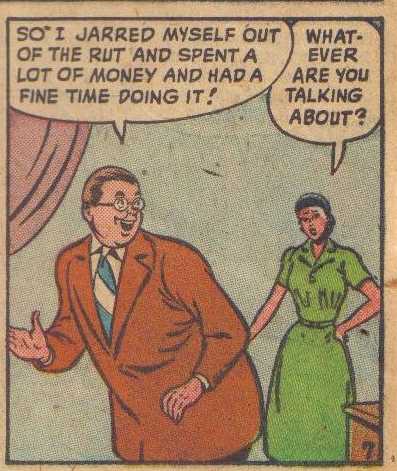 SO I JARRED MYSELF OUT
OF THE RUT AND SPENT A
LOT OF MONEY AND HAD A
FINE TIME DOING IT!
WHAT-
EVER
ARE YOU
TALKING
ABOUT?
7